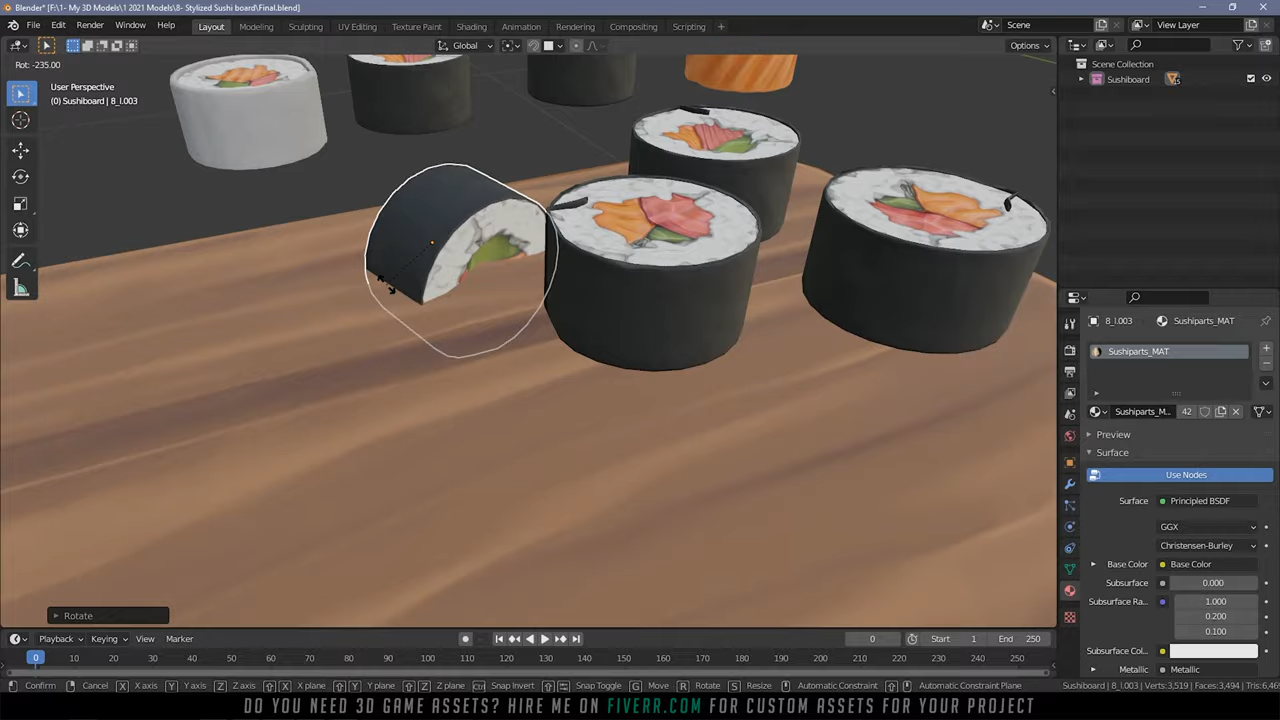 Blender* [F:\1- My 3D Models\1 2021 Models\8- Stylized Sushi board\Final.blend]
File Edit Render Window Help Layout Modeling Sculpting UV Editing Texture Paint Shading Animation Rendering Compositing Scripting + Scene View Layer
Global Options
Rot: -235.00
User Perspective
(0) Sushiboard | 8_l.003
Scene Collection
Sushiboard
8_l.003 Sushiparts_MAT
Sushiparts_MAT
Sushiparts_M... 42
Preview
Surface
Use Nodes
Surface Principled BSDF
GGX
Christensen-Burley
Base Color Base Color
Subsurface 0.000
Subsurface Ra... 1.000
0.200
0.100
Subsurface Col...
Metallic Metallic
Rotate
Playback Keying View Marker 0 Start 1 End 250
0 10 20 30 40 50 60 70 80 90 100 110 120 130 140 150 160 170 180 190 200 210 220 230 240 250
Confirm Cancel X X axis Y Y axis Z Z axis X X plane Y Y plane Z Z plane Ctrl Snap Invert Snap Toggle G Move R Rotate S Resize Automatic Constraint Automatic Constraint Plane Sushiboard | 8_l.003 | Verts:3,519 | Faces:3,494 | Tris:6,46
DO YOU NEED 3D GAME ASSETS? HIRE ME ON FIVERR.COM FOR CUSTOM ASSETS FOR YOUR PROJECT